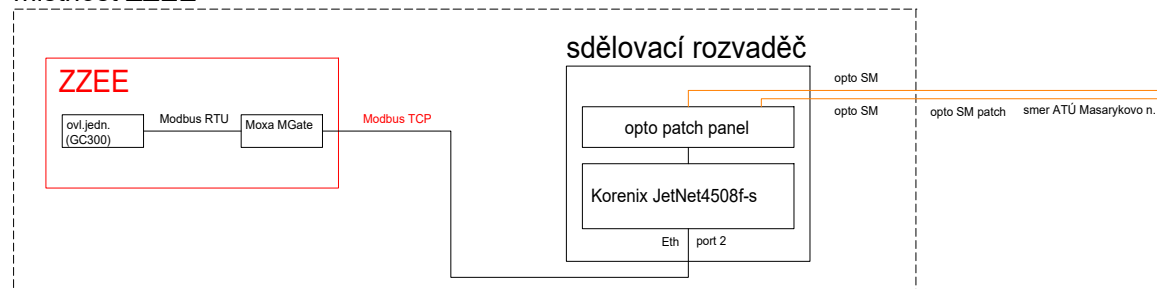 sdělovací rozvaděč
ZZEE
ovl.jedn.
(GC300)
Modbus RTU
Moxa MGate
Modbus TCP
opto SM
opto SM
opto SM patch
smer ATÚ Masarykovo n.
opto patch panel
Korenix JetNet4508f-s
Eth
port 2